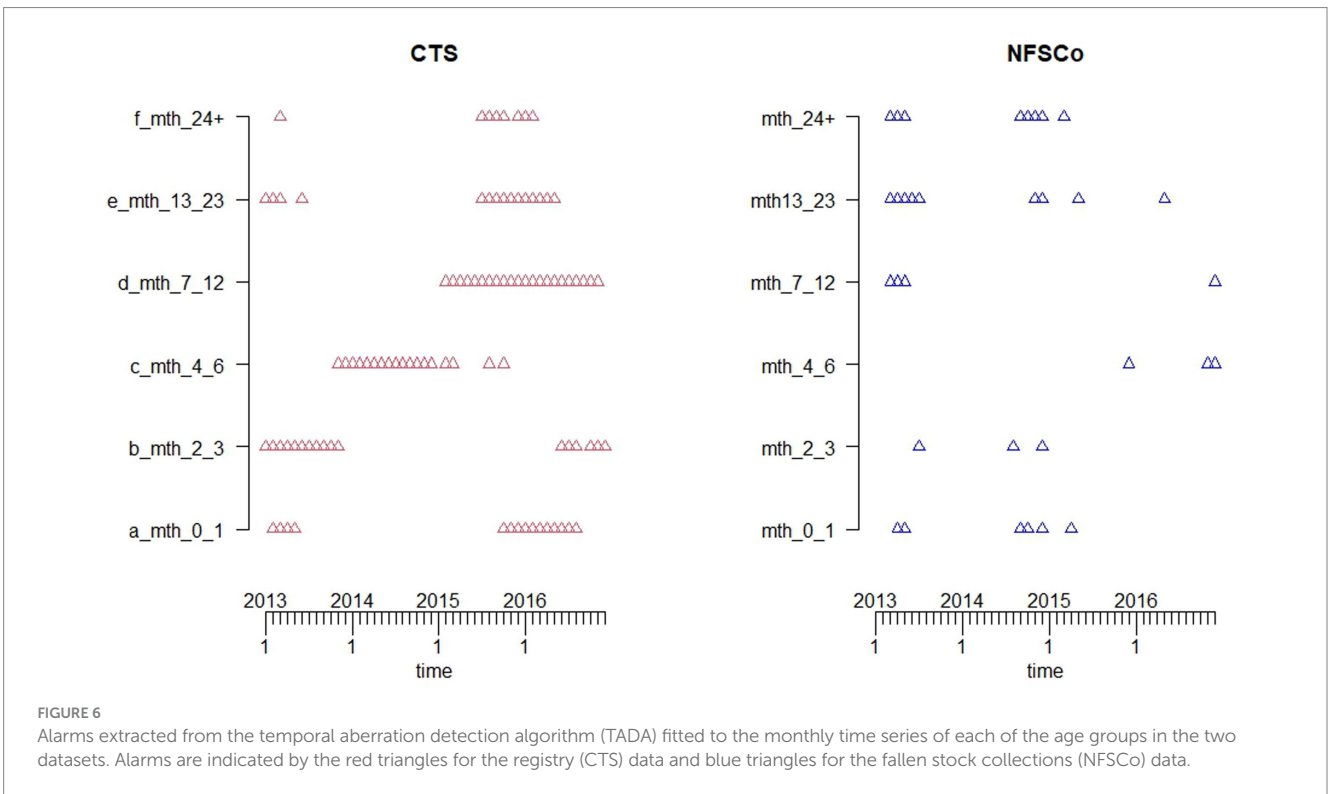 CTS
f_mth_24+
e_mth_13_23
d_mth_7_12
c_mth_4_6
b_mth_2_3
a_mth_0_1
2013 2014 2015 2016
1 1 1 1
time
NFSCo
mth_24+
mth13_23
mth_7_12
mth_4_6
mth_2_3
mth_0_1
2013 2014 2015 2016
1 1 1 1
time
FIGURE 6
Alarms extracted from the temporal aberration detection algorithm (TADA) fitted to the monthly time series of each of the age groups in the two
datasets. Alarms are indicated by the red triangles for the registry (CTS) data and blue triangles for the fallen stock collections (NFSCo) data.